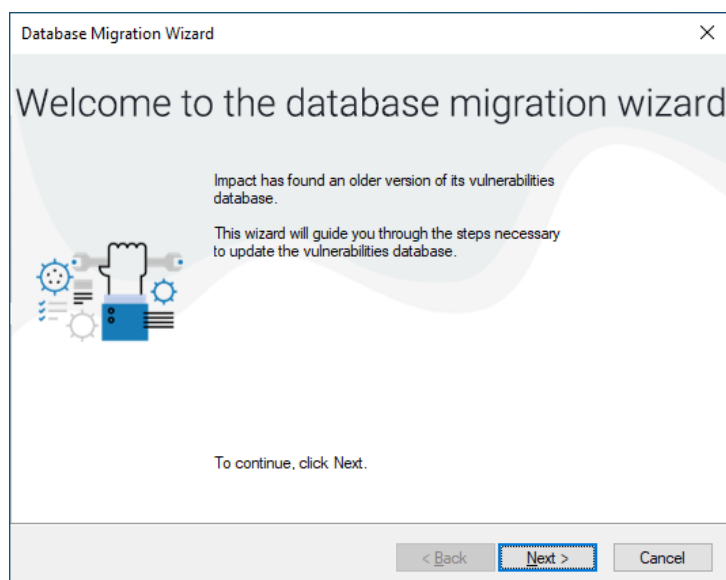 Database Migration Wizard
Welcome to the database migration wizard
Impact has found an older version of its vulnerabilities
database.
This wizard will guide you through the steps necessary
to update the vulnerabilities database.
To continue, click Next.
< Back
Next >
Cancel